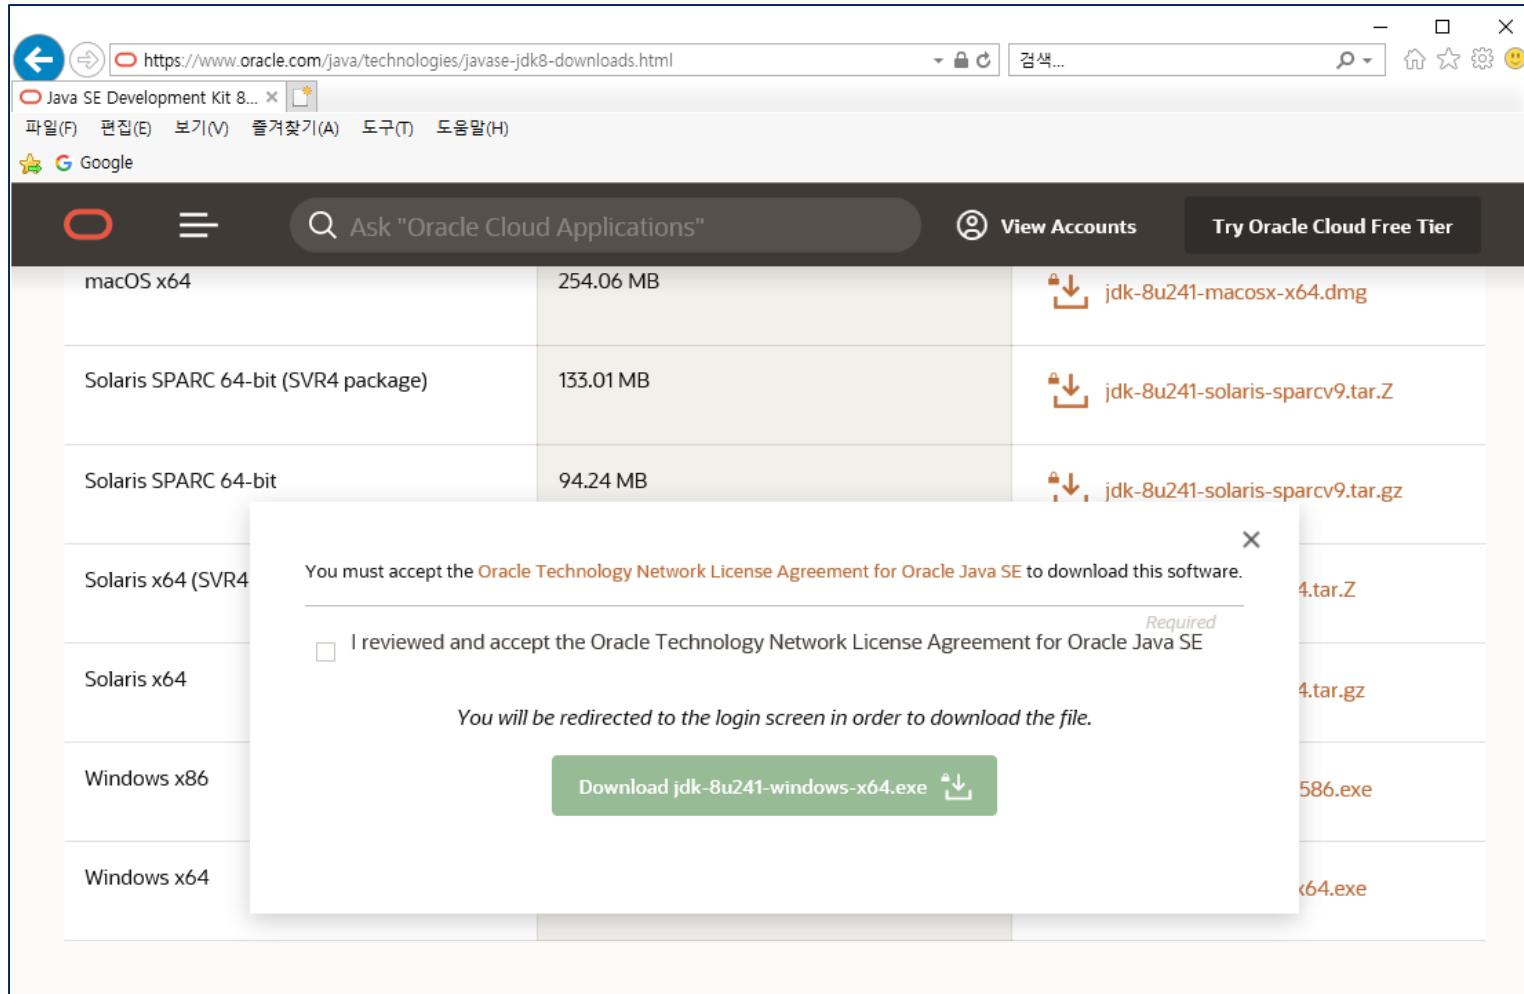 https://www.oracle.com/java/technologies/javase-jdk8-downloads.html
검색...
Java SE Development Kit 8...
파일(F) 편집(E) 보기(V) 즐겨찾기(A) 도구(T) 도움말(H)
Google
Ask "Oracle Cloud Applications"
View Accounts
Try Oracle Cloud Free Tier
macOS x64 254.06 MB jdk-8u241-macosx-x64.dmg
Solaris SPARC 64-bit (SVR4 package) 133.01 MB jdk-8u241-solaris-sparcv9.tar.Z
Solaris SPARC 64-bit 94.24 MB jdk-8u241-solaris-sparcv9.tar.gz
You must accept the Oracle Technology Network License Agreement for Oracle Java SE to download this software.
Solaris x64 (SVR4 4.tar.Z
Required
I reviewed and accept the Oracle Technology Network License Agreement for Oracle Java SE
Solaris x64 4.tar.gz
You will be redirected to the login screen in order to download the file.
Windows x86 586.exe
Download jdk-8u241-windows-x64.exe
Windows x64 x64.exe